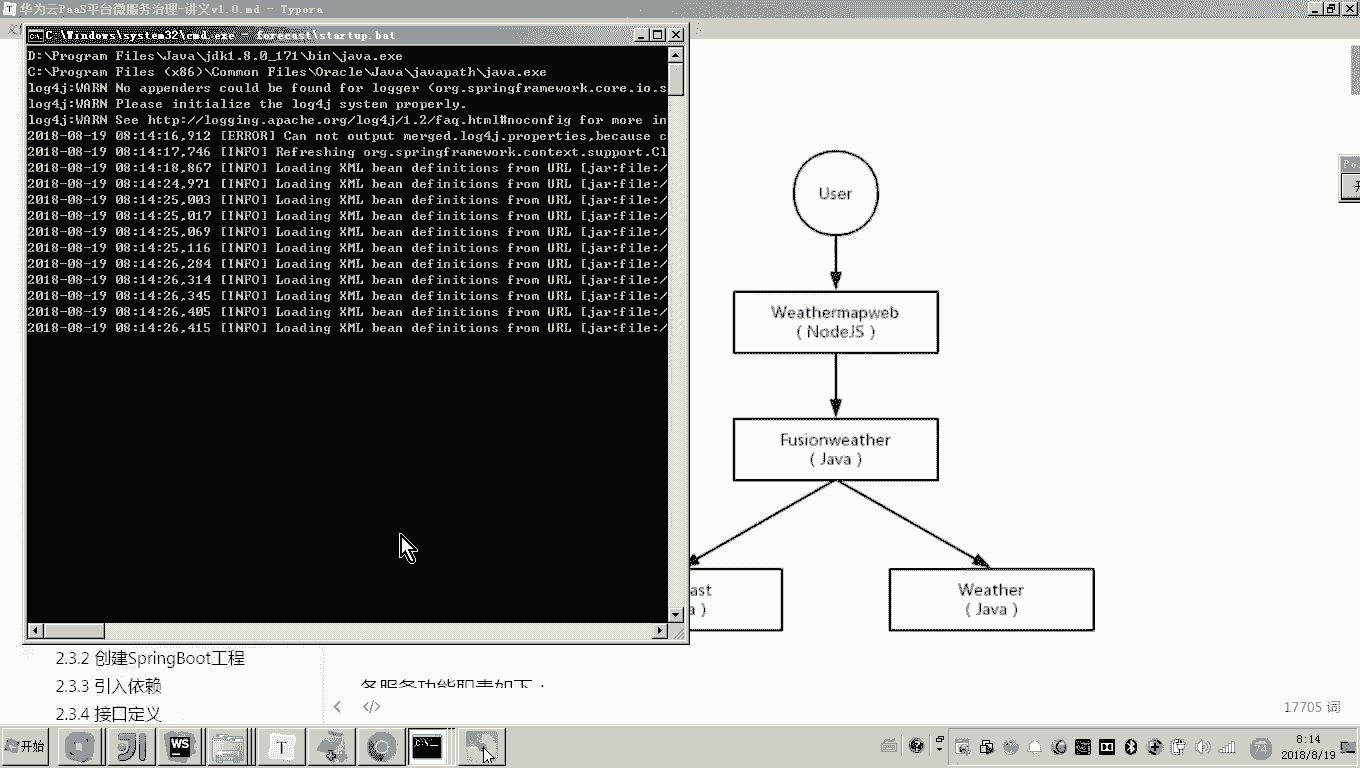 华为云PaaS平台微服务治理-讲义v1.0.md - Typora
C:\Windows\system32\cmd.exe - forecast\startup.bat
D:\Program Files\Java\jdk1.8.0_171\bin\java.exe
C:\Program Files (x86)\Common Files\Oracle\Java\javapath\java.exe
log4j:WARN No appenders could be found for logger (org.springframework.core.io.s
log4j:WARN Please initialize the log4j system properly.
log4j:WARN See http://logging.apache.org/log4j/1.2/faq.html#noconfig for more in
2018-08-19 08:14:16,912 [ERROR] Can not output merged.log4j.properties,because c
2018-08-19 08:14:17,746 [INFO] Refreshing org.springframework.context.support.Cl
2018-08-19 08:14:18,867 [INFO] Loading XML bean definitions from URL [jar:file:/
2018-08-19 08:14:24,971 [INFO] Loading XML bean definitions from URL [jar:file:/
2018-08-19 08:14:25,003 [INFO] Loading XML bean definitions from URL [jar:file:/
2018-08-19 08:14:25,017 [INFO] Loading XML bean definitions from URL [jar:file:/
2018-08-19 08:14:25,069 [INFO] Loading XML bean definitions from URL [jar:file:/
2018-08-19 08:14:25,116 [INFO] Loading XML bean definitions from URL [jar:file:/
2018-08-19 08:14:26,284 [INFO] Loading XML bean definitions from URL [jar:file:/
2018-08-19 08:14:26,314 [INFO] Loading XML bean definitions from URL [jar:file:/
2018-08-19 08:14:26,345 [INFO] Loading XML bean definitions from URL [jar:file:/
2018-08-19 08:14:26,405 [INFO] Loading XML bean definitions from URL [jar:file:/
2018-08-19 08:14:26,415 [INFO] Loading XML bean definitions from URL [jar:file:/
User
Weathermapweb
( NodeJS )
Fusionweather
( Java )
ast
a )
Weather
( Java )
2.3.2 创建SpringBoot工程
2.3.3 引入依赖
2.3.4 接口定义
各服务功能职责如下：
17705 词
开始
WS
T
74
8:14
2018/8/19